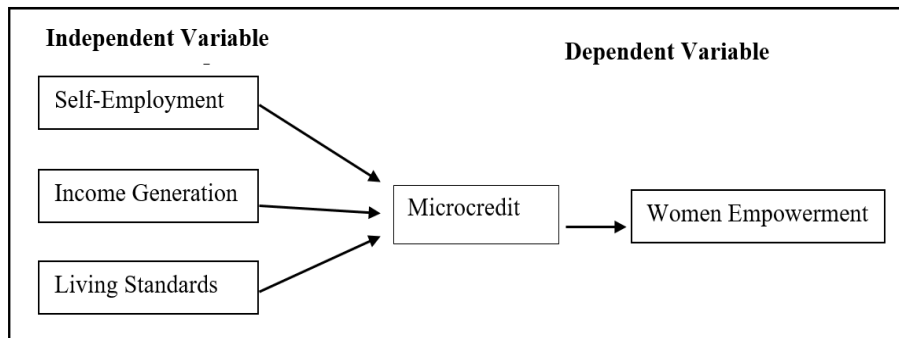 Independent Variable
Dependent Variable
Self-Employment
Income Generation
Microcredit
Women Empowerment
Living Standards